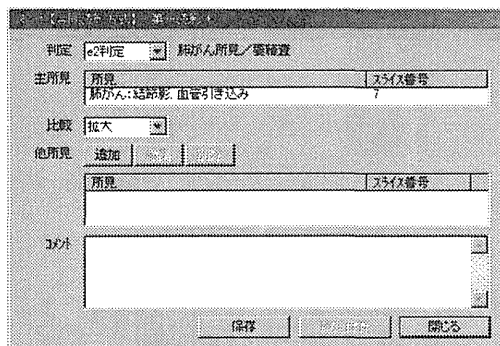 判定 e2判定 肺がん所見／要精査
主所見 所見 スライス番号
肺がん:結節影, 血管引き込み 7
比較 拡大
他所見 追加
所見 スライス番号
コメント
保存 閉じる